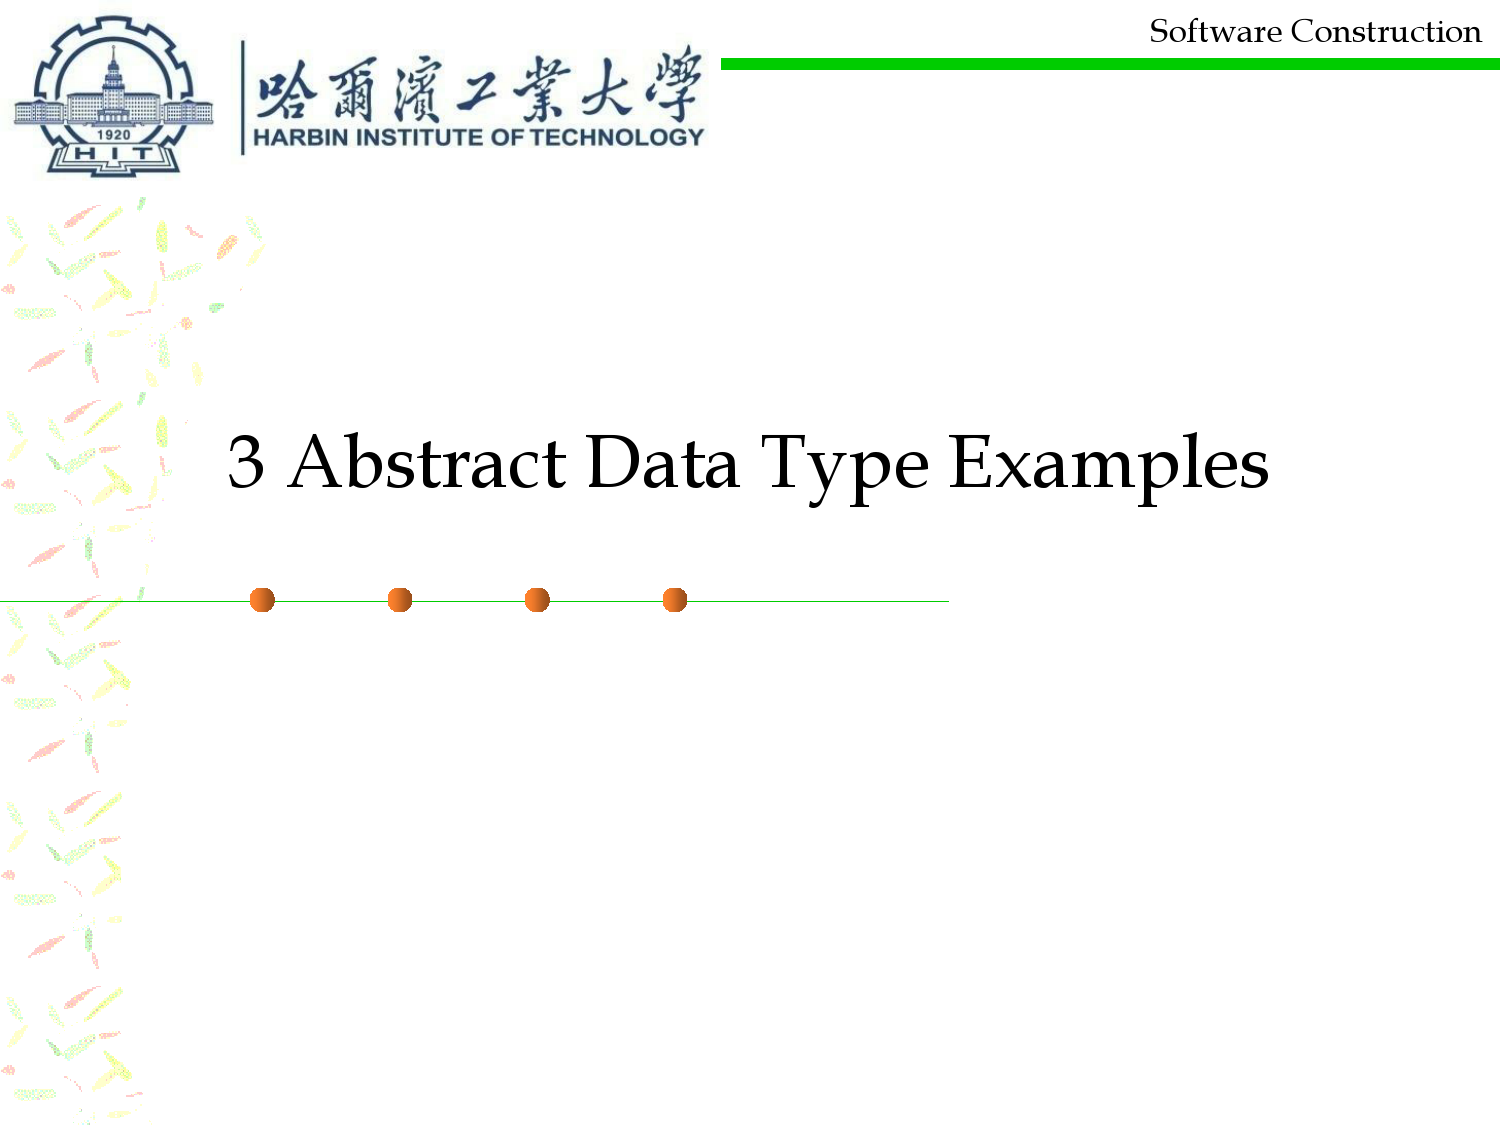 Software Construction
哈爾濱工業大學
HARBIN INSTITUTE OF TECHNOLOGY
1920
HIT
3 Abstract Data Type Examples